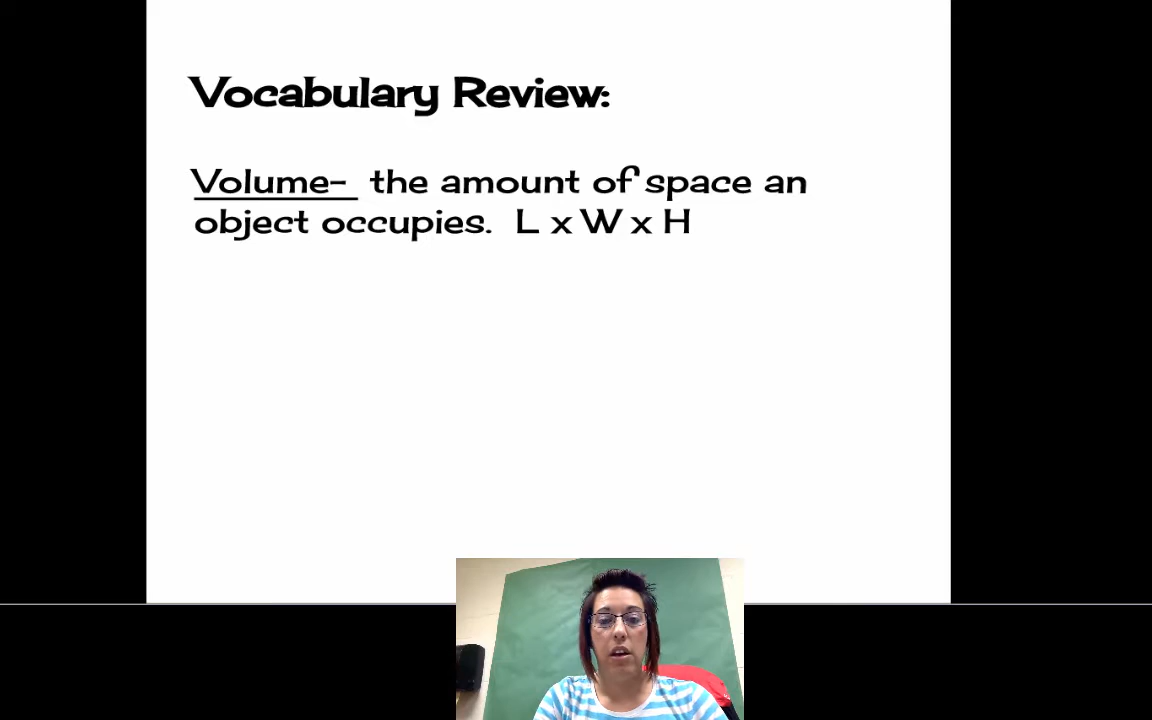 Vocabulary Review:
Volume- the amount of space an
object occupies. L x W x H